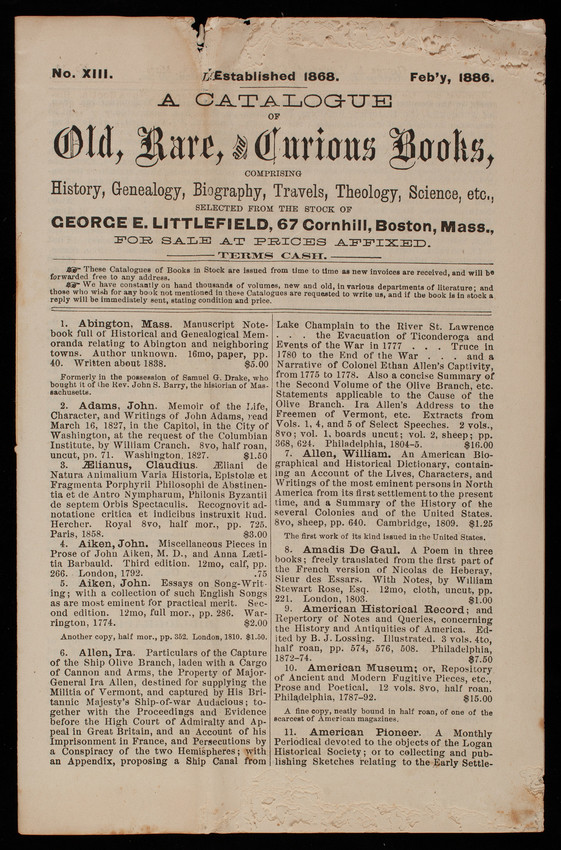 No. XIII.
Established 1868.
Feb'y, 1886.
A CATALOGUE
OF
Old, Rare, and Curious Books,
COMPRISING
History, Genealogy, Biography, Travels, Theology, Science, etc.,
SELECTED FROM THE STOCK OF
GEORGE E. LITTLEFIELD, 67 Cornhill, Boston, Mass.,
FOR SALE AT PRICES AFFIXED.
TERMS CASH.
☞ These Catalogues of Books in Stock are issued from time to time as new invoices are received, and will be
forwarded free to any address.
☞ We have constantly on hand thousands of volumes, new and old, in various departments of literature; and
those who wish for any book not mentioned in these Catalogues are requested to write us, and if the book is in stock a
reply will be immediately sent, stating condition and price.
1. Abington, Mass. Manuscript Note-
book full of Historical and Genealogical Mem-
oranda relating to Abington and neighboring
towns. Author unknown. 16mo, paper, pp.
40. Written about 1838. $5.00
Formerly in the possession of Samuel G. Drake, who
bought it of the Rev. John S. Barry, the historian of Mas-
sachusetts.
2. Adams, John. Memoir of the Life,
Character, and Writings of John Adams, read
March 16, 1827, in the Capitol, in the City of
Washington, at the request of the Columbian
Institute, by William Cranch. 8vo, half roan,
uncut, pp. 71. Washington, 1827. $1.50
3. Ælianus, Claudius. Æliani de
Natura Animalium Varia Historia, Epistolæ et
Fragmenta Porphyrii Philosophi de Abstinen-
tia et de Antro Nympharum, Philonis Byzantii
de septem Orbis Spectaculis. Recognovit ad-
notatione critica et indicibus instruxit Rud.
Hercher. Royal 8vo, half mor., pp. 725.
Paris, 1858. $3.00
4. Aiken, John. Miscellaneous Pieces in
Prose of John Aiken, M. D., and Anna Læti-
tia Barbauld. Third edition. 12mo, calf, pp.
266. London, 1792. .75
5. Aiken, John. Essays on Song-Writ-
ing; with a collection of such English Songs
as are most eminent for practical merit. Sec-
ond edition. 12mo, full mor., pp. 286. War-
rington, 1774. $2.00
Another copy, half mor., pp. 352. London, 1810. $1.50.
6. Allen, Ira. Particulars of the Capture
of the Ship Olive Branch, laden with a Cargo
of Cannon and Arms, the Property of Major-
General Ira Allen, destined for supplying the
Militia of Vermont, and captured by His Bri-
tannic Majesty's Ship-of-war Audacious; to-
gether with the Proceedings and Evidence
before the High Court of Admiralty and Ap-
peal in Great Britain, and an Account of his
Imprisonment in France, and Persecutions by
a Conspiracy of the two Hemispheres; with
an Appendix, proposing a Ship Canal from
Lake Champlain to the River St. Lawrence
. . . the Evacuation of Ticonderoga and
Events of the War in 1777 . . . Truce in
1780 to the End of the War . . . and a
Narrative of Colonel Ethan Allen's Captivity,
from 1775 to 1778. Also a concise Summary of
the Second Volume of the Olive Branch, etc.
Statements applicable to the Cause of the
Olive Branch. Ira Allen's Address to the
Freemen of Vermont, etc. Extracts from
Vols. 1, 4, and 5 of Select Speeches. 2 vols.,
8vo; vol. 1, boards uncut; vol. 2, sheep; pp.
368, 624. Philadelphia, 1804-5. $16.00
7. Allen, William. An American Bio-
graphical and Historical Dictionary, contain-
ing an Account of the Lives, Characters, and
Writings of the most eminent persons in North
America from its first settlement to the present
time, and a Summary of the History of the
several Colonies and of the United States.
8vo, sheep, pp. 640. Cambridge, 1809. $1.25
The first work of its kind issued in the United States.
8. Amadis De Gaul. A Poem in three
books; freely translated from the first part of
the French version of Nicolas de Heberay,
Sieur des Essars. With Notes, by William
Stewart Rose, Esq. 12mo, cloth, uncut, pp.
221. London, 1803. $1.00
9. American Historical Record; and
Repertory of Notes and Queries, concerning
the History and Antiquities of America. Ed-
ited by B. J. Lossing. Illustrated. 3 vols. 4to,
half roan, pp. 574, 576, 508. Philadelphia,
1872-74. $7.50
10. American Museum; or, Repository
of Ancient and Modern Fugitive Pieces, etc.,
Prose and Poetical. 12 vols. 8vo, half roan.
Philadelphia, 1787-92. $15.00
A fine copy, neatly bound in half roan, of one of the
scarcest of American magazines.
11. American Pioneer. A Monthly
Periodical devoted to the objects of the Logan
Historical Society; or to collecting and pub-
lishing Sketches relating to the Early Settle-